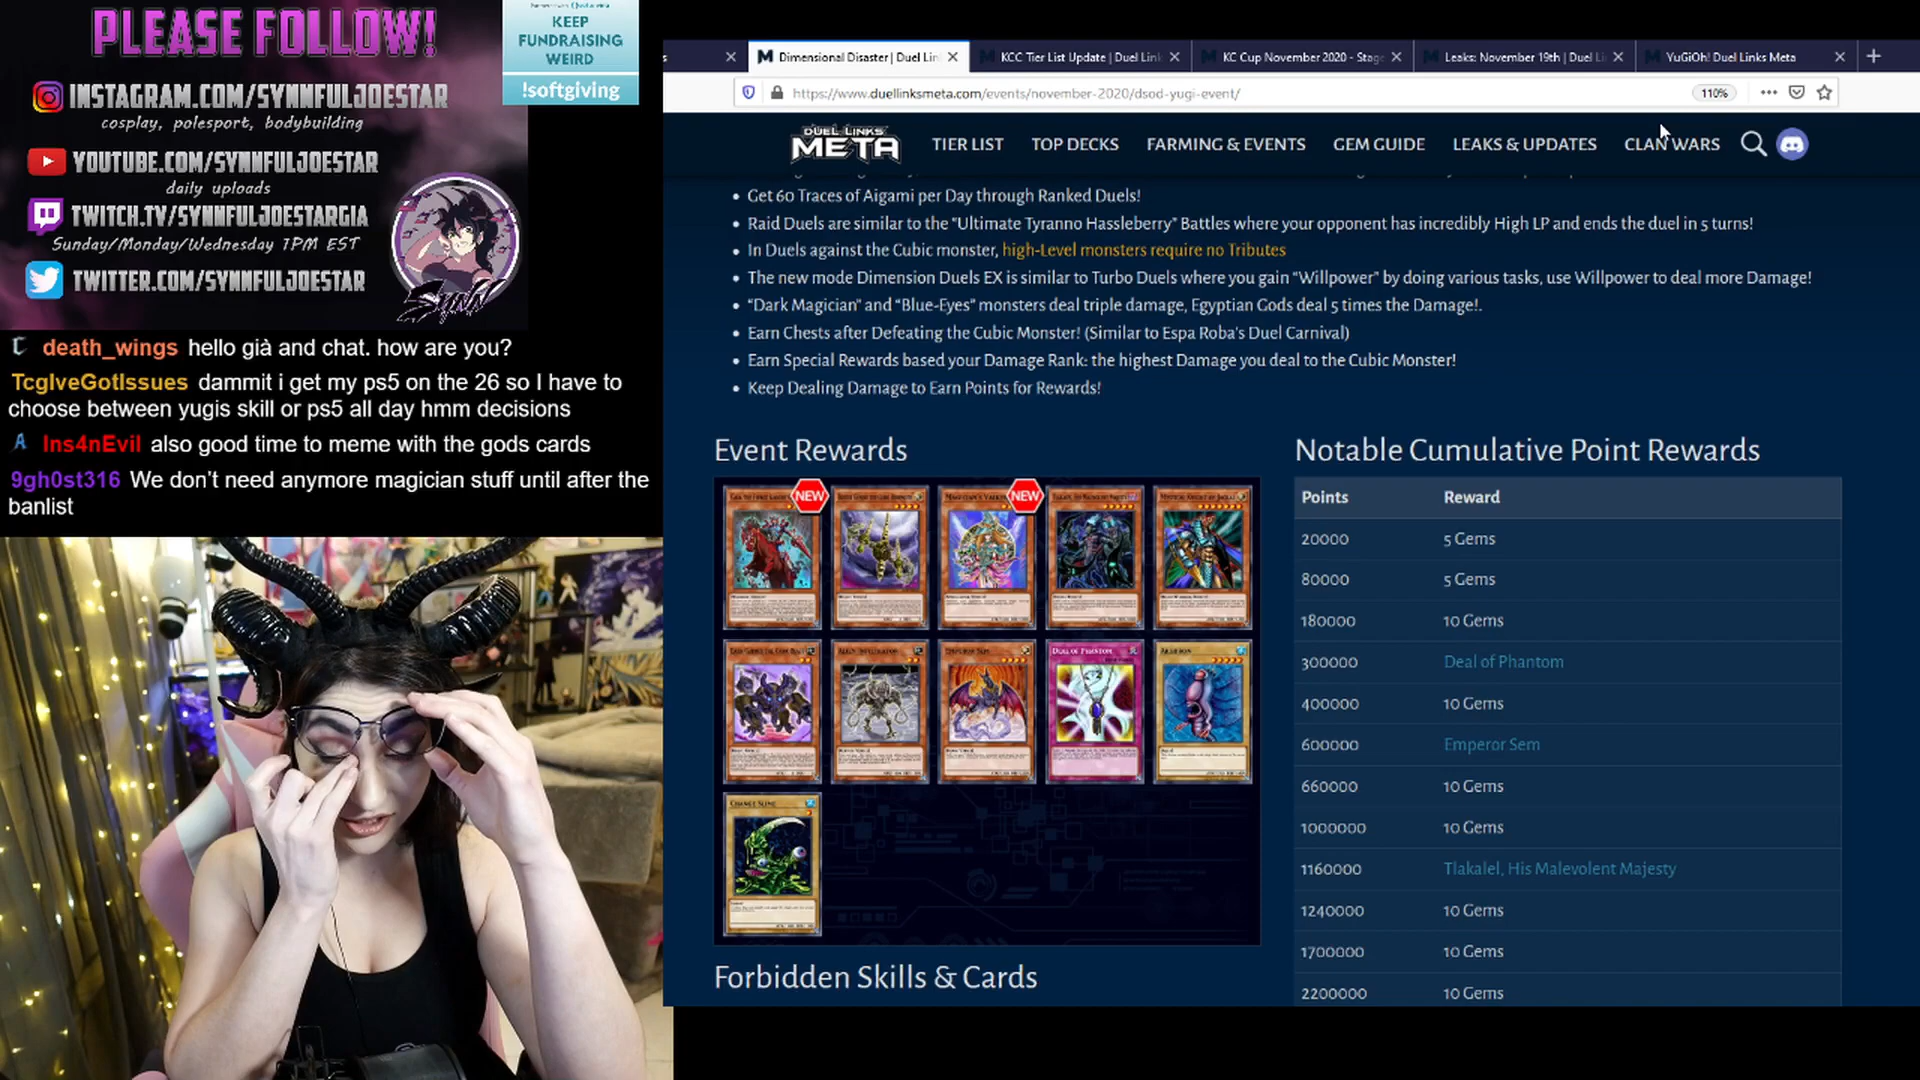 PLEASE FOLLOW!
INSTAGRAM.COM/SYNNFULJOESTAR
cosplay, polesport, bodybuilding
YOUTUBE.COM/SYNNFULJOESTAR
daily uploads
TWITCH.TV/SYNNFULJOESTARGIA
Sunday/Monday/Wednesday 1PM EST
TWITTER.COM/SYNNFULJOESTAR
SYNN
KEEP
FUNDRAISING
WEIRD
!softgiving
death_wings hello già and chat. how are you?
TcgIveGotIssues dammit i get my ps5 on the 26 so I have to
choose between yugis skill or ps5 all day hmm decisions
Ins4nEvil also good time to meme with the gods cards
9gh0st316 We don't need anymore magician stuff until after the
banlist
Dimensional Disaster | Duel Lin
KCC Tier List Update | Duel Lin
KC Cup November 2020 - Stage
Leaks: November 19th | Duel Li
YuGiOh! Duel Links Meta
https://www.duellinksmeta.com/events/november-2020/dsod-yugi-event/
110%
DUEL LINKS
META
TIER LIST
TOP DECKS
FARMING & EVENTS
GEM GUIDE
LEAKS & UPDATES
CLAN WARS
Get 60 Traces of Aigami per Day through Ranked Duels!
Raid Duels are similar to the "Ultimate Tyranno Hassleberry" Battles where your opponent has incredibly High LP and ends the duel in 5 turns!
In Duels against the Cubic monster, high-Level monsters require no Tributes
The new mode Dimension Duels EX is similar to Turbo Duels where you gain "Willpower" by doing various tasks, use Willpower to deal more Damage!
"Dark Magician" and "Blue-Eyes" monsters deal triple damage, Egyptian Gods deal 5 times the Damage!.
Earn Chests after Defeating the Cubic Monster! (Similar to Espa Roba's Duel Carnival)
Earn Special Rewards based your Damage Rank: the highest Damage you deal to the Cubic Monster!
Keep Dealing Damage to Earn Points for Rewards!
Event Rewards
NEW
NEW
Emperor Sem
Deal of Phantom
Akihiron
Change Slime
Forbidden Skills & Cards
Notable Cumulative Point Rewards
Points Reward
20000 5 Gems
80000 5 Gems
180000 10 Gems
300000 Deal of Phantom
400000 10 Gems
600000 Emperor Sem
660000 10 Gems
1000000 10 Gems
1160000 Tlakalel, His Malevolent Majesty
1240000 10 Gems
1700000 10 Gems
2200000 10 Gems